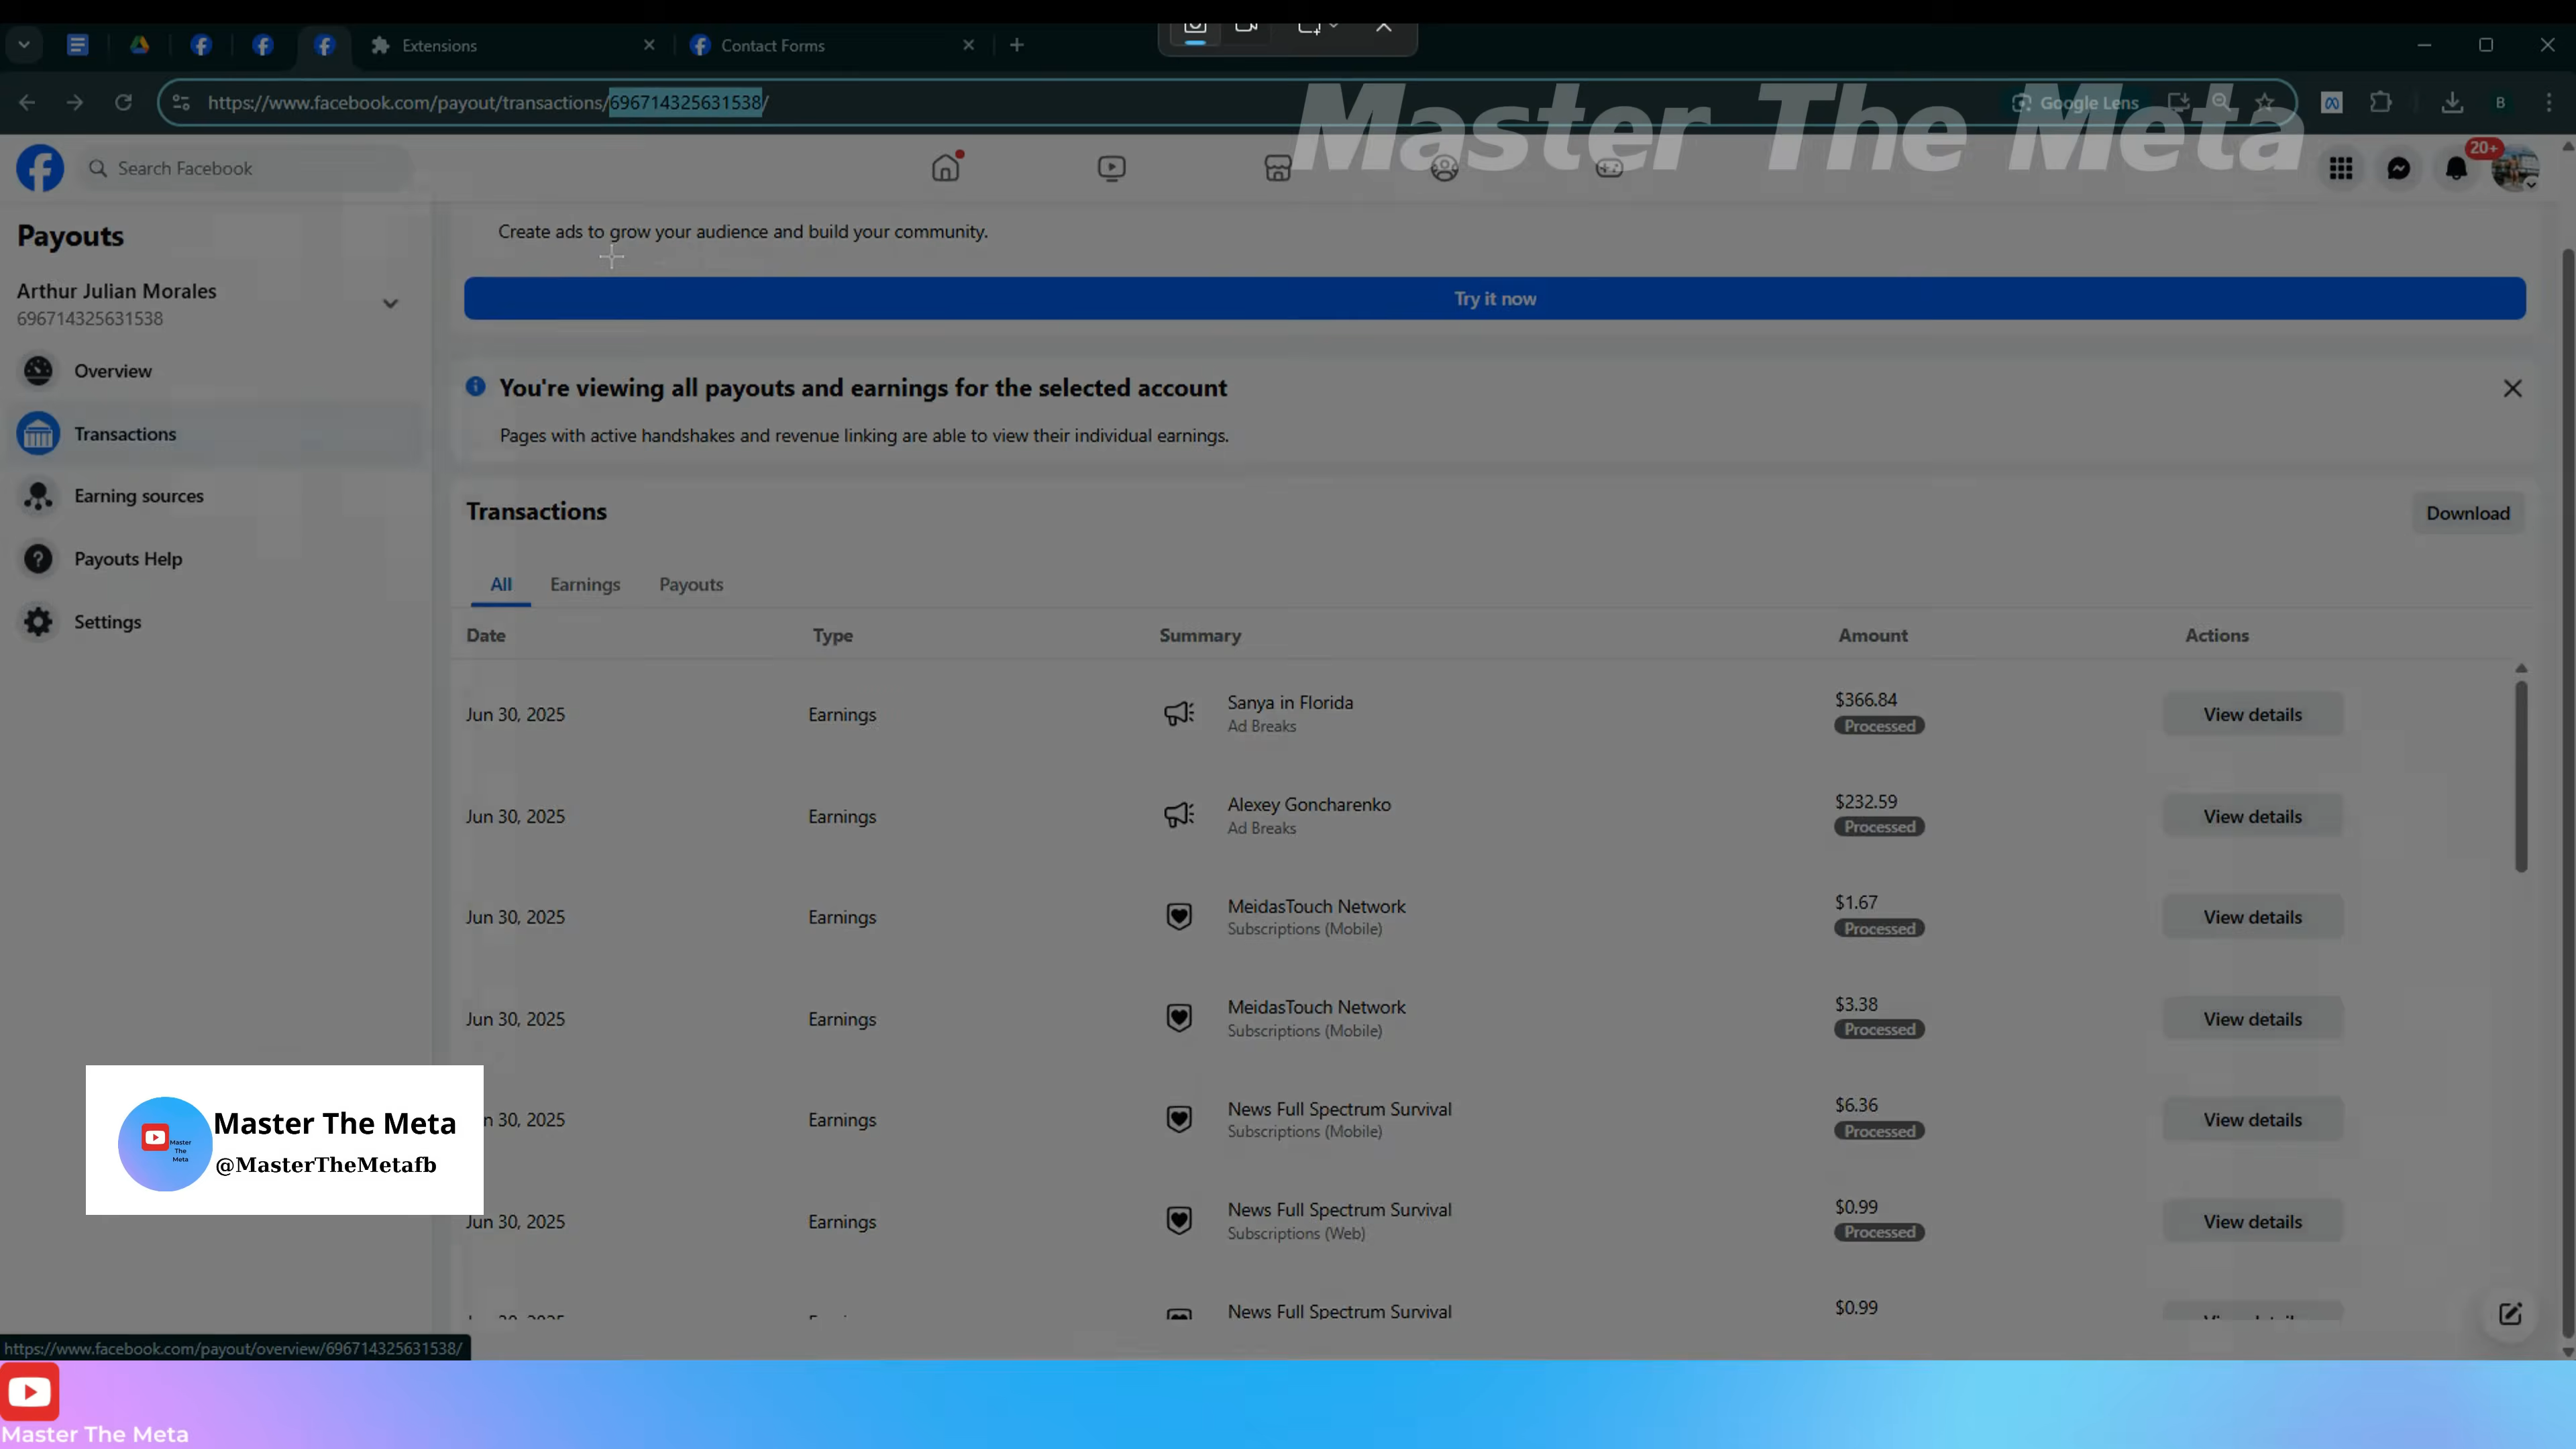 Extensions
Contact Forms
https://www.facebook.com/payout/transactions/696714325631538/
Google Lens
B
Master The Meta
Search Facebook
20+
Payouts
Arthur Julian Morales
696714325631538
Overview
Transactions
Earning sources
Payouts Help
Settings
Create ads to grow your audience and build your community.
Try it now
You're viewing all payouts and earnings for the selected account
Pages with active handshakes and revenue linking are able to view their individual earnings.
Transactions
Download
All Earnings Payouts
Date Type Summary Amount Actions
Jun 30, 2025 Earnings Sanya in Florida $366.84 View details
Ad Breaks Processed
Jun 30, 2025 Earnings Alexey Goncharenko $232.59 View details
Ad Breaks Processed
Jun 30, 2025 Earnings MeidasTouch Network $1.67 View details
Subscriptions (Mobile) Processed
Jun 30, 2025 Earnings MeidasTouch Network $3.38 View details
Subscriptions (Mobile) Processed
n 30, 2025 Earnings News Full Spectrum Survival $6.36 View details
Subscriptions (Mobile) Processed
Jun 30, 2025 Earnings News Full Spectrum Survival $0.99 View details
Subscriptions (Web) Processed
News Full Spectrum Survival $0.99
Master The Meta
@MasterTheMetafb
Master
The
Meta
https://www.facebook.com/payout/overview/696714325631538/
Master The Meta